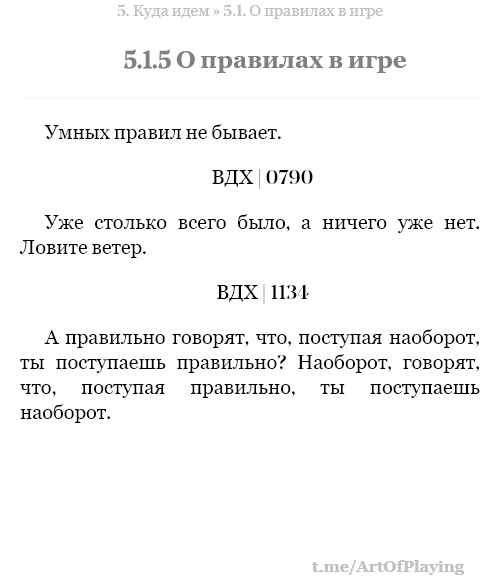 5. Куда идем » 5.1. О правилах в игре
5.1.5 О правилах в игре
Умных правил не бывает.
ВДХ | 0790
Уже столько всего было, а ничего уже нет.
Ловите ветер.
ВДХ | 1134
А правильно говорят, что, поступая наоборот,
ты поступаешь правильно? Наоборот, говорят,
что, поступая правильно, ты поступаешь
наоборот.
t.me/ArtOfPlaying